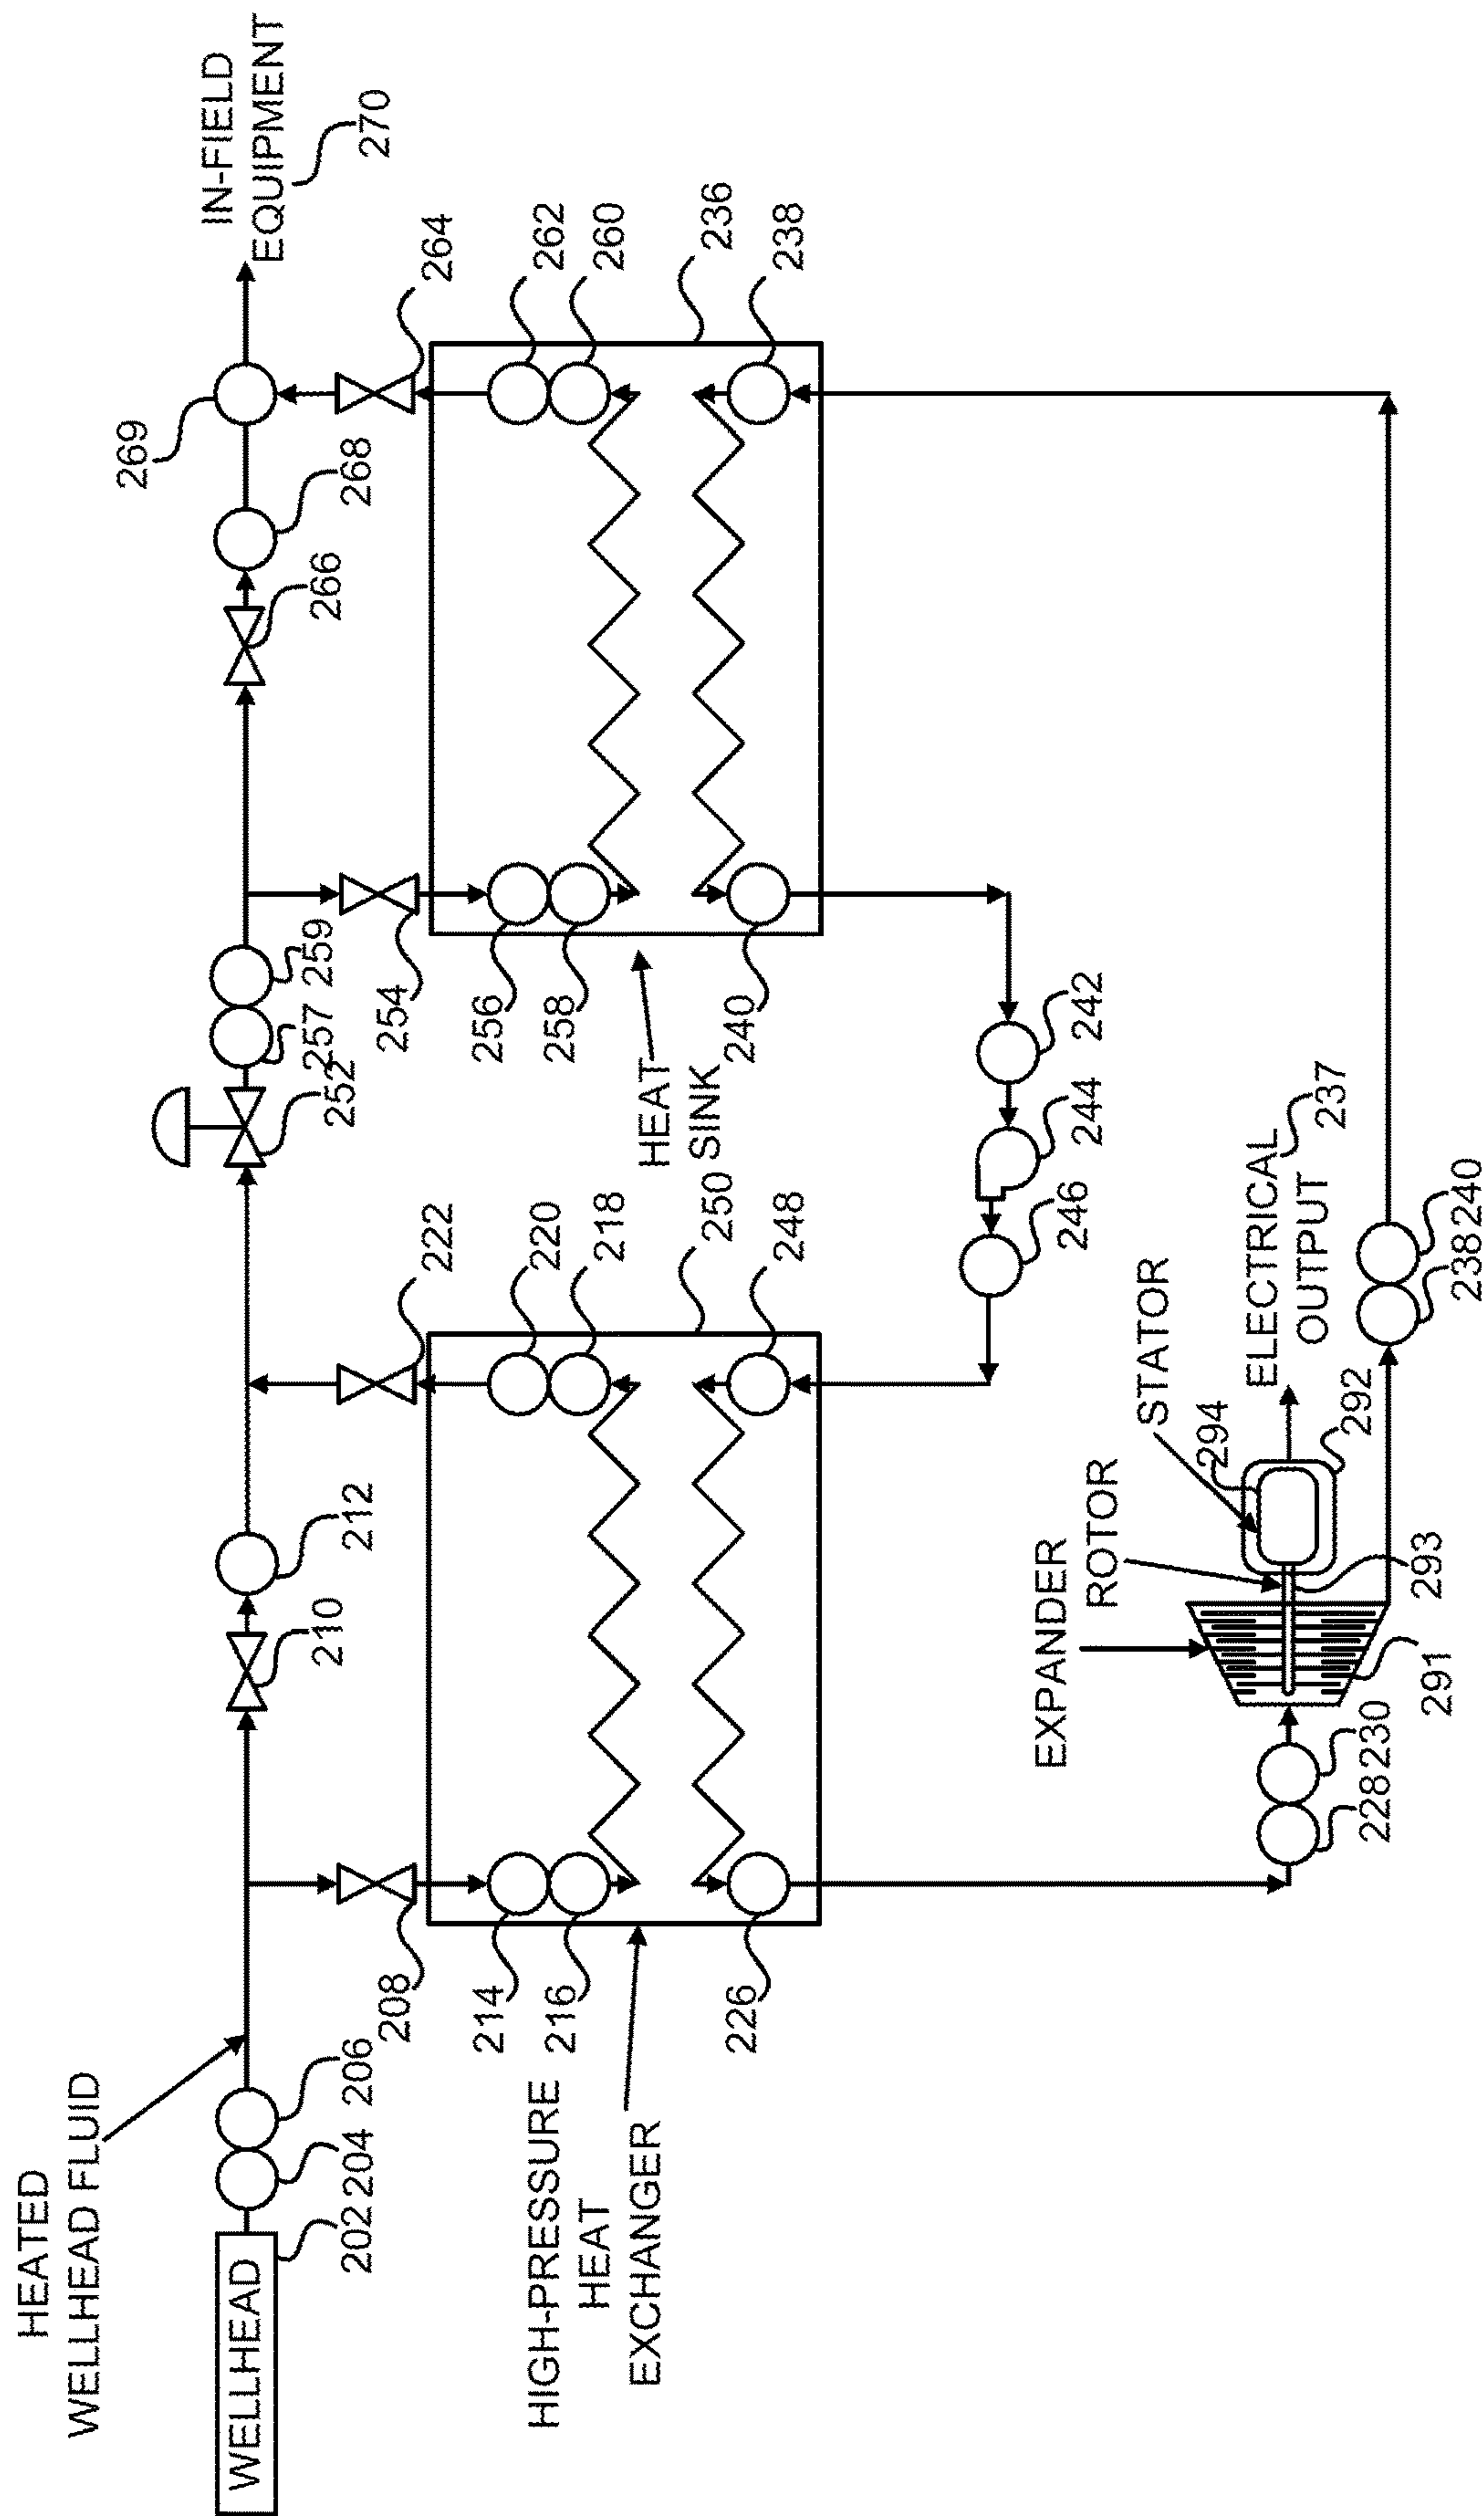 HEATED
WELLHEAD FLUID
WELLHEAD
202
204
206
208
210
212
222
252
257
259
254
266
268
269
264
IN-FIELD
EQUIPMENT
270
HIGH-PRESSURE
HEAT
EXCHANGER
214
216
226
220
218
250
248
HEAT
SINK
256
258
240
262
260
236
238
242
244
246
EXPANDER
ROTOR
STATOR
294
ELECTRICAL
OUTPUT
237
292
228
230
291
293
238
240